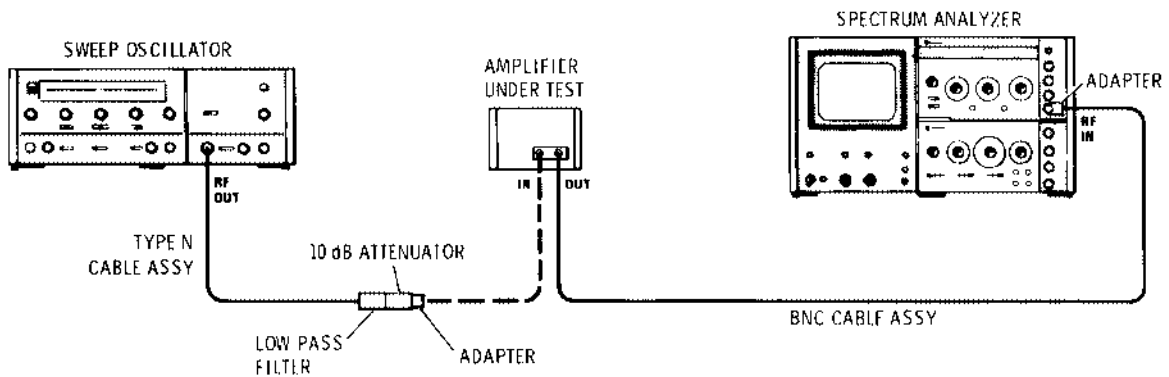 SPECTRUM ANALYZER
SWEEP OSCILLATOR
AMPLIFIER
UNDER TEST
ADAPTER
RF
IN
IN
OUT
RF
OUT
TYPE N
CABLE ASSY
10 dB ATTENUATOR
BNC CABLE ASSY
LOW PASS
FILTER
ADAPTER